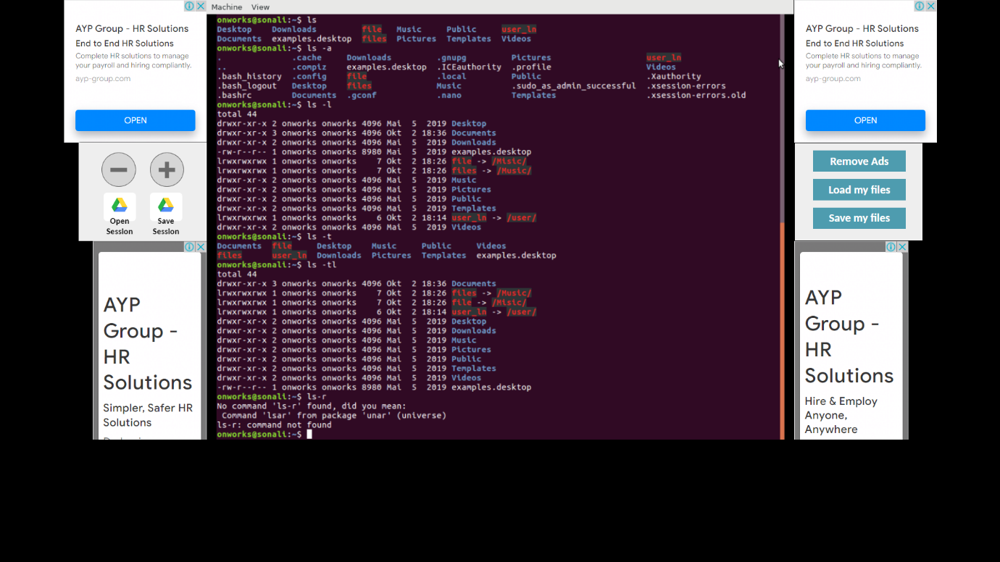 AYP Group - HR Solutions
End to End HR Solutions
Complete HR solutions to manage
your payroll and hiring compliantly.
ayp-group.com
OPEN
Open
Session
Save
Session
AYP
Group -
HR
Solutions
Simpler, Safer HR
Solutions
Machine View
onworks@sonali:~$ ls
Desktop Downloads file Music Public user_ln
Documents examples.desktop files Pictures Templates Videos
onworks@sonali:~$ ls -a
. .cache Downloads .gnupg Pictures user_ln
.. .compiz examples.desktop .ICEauthority .profile Videos
.bash_history .config file .local Public .Xauthority
.bash_logout Desktop files Music .sudo_as_admin_successful .xsession-errors
.bashrc Documents .gconf .nano Templates .xsession-errors.old
onworks@sonali:~$ ls -l
total 44
drwxr-xr-x 2 onworks onworks 4096 Mai 5 2019 Desktop
drwxr-xr-x 3 onworks onworks 4096 Okt 2 18:36 Documents
drwxr-xr-x 2 onworks onworks 4096 Mai 5 2019 Downloads
-rw-r--r-- 1 onworks onworks 8980 Mai 5 2019 examples.desktop
lrwxrwxrwx 1 onworks onworks 7 Okt 2 18:26 file -> /Misic/
lrwxrwxrwx 1 onworks onworks 7 Okt 2 18:26 files -> /Music/
drwxr-xr-x 2 onworks onworks 4096 Mai 5 2019 Music
drwxr-xr-x 2 onworks onworks 4096 Mai 5 2019 Pictures
drwxr-xr-x 2 onworks onworks 4096 Mai 5 2019 Public
drwxr-xr-x 2 onworks onworks 4096 Mai 5 2019 Templates
lrwxrwxrwx 1 onworks onworks 6 Okt 2 18:14 user_ln -> /user/
drwxr-xr-x 2 onworks onworks 4096 Mai 5 2019 Videos
onworks@sonali:~$ ls -t
Documents file Desktop Music Public Videos
files user_ln Downloads Pictures Templates examples.desktop
onworks@sonali:~$ ls -tl
total 44
drwxr-xr-x 3 onworks onworks 4096 Okt 2 18:36 Documents
lrwxrwxrwx 1 onworks onworks 7 Okt 2 18:26 files -> /Music/
lrwxrwxrwx 1 onworks onworks 7 Okt 2 18:26 file -> /Misic/
lrwxrwxrwx 1 onworks onworks 6 Okt 2 18:14 user_ln -> /user/
drwxr-xr-x 2 onworks onworks 4096 Mai 5 2019 Desktop
drwxr-xr-x 2 onworks onworks 4096 Mai 5 2019 Downloads
drwxr-xr-x 2 onworks onworks 4096 Mai 5 2019 Music
drwxr-xr-x 2 onworks onworks 4096 Mai 5 2019 Pictures
drwxr-xr-x 2 onworks onworks 4096 Mai 5 2019 Public
drwxr-xr-x 2 onworks onworks 4096 Mai 5 2019 Templates
drwxr-xr-x 2 onworks onworks 4096 Mai 5 2019 Videos
-rw-r--r-- 1 onworks onworks 8980 Mai 5 2019 examples.desktop
onworks@sonali:~$ ls-r
No command 'ls-r' found, did you mean:
Command 'lsar' from package 'unar' (universe)
ls-r: command not found
onworks@sonali:~$
AYP Group - HR Solutions
End to End HR Solutions
Complete HR solutions to manage
your payroll and hiring compliantly.
ayp-group.com
OPEN
Remove Ads
Load my files
Save my files
AYP
Group -
HR
Solutions
Hire & Employ
Anyone,
Anywhere